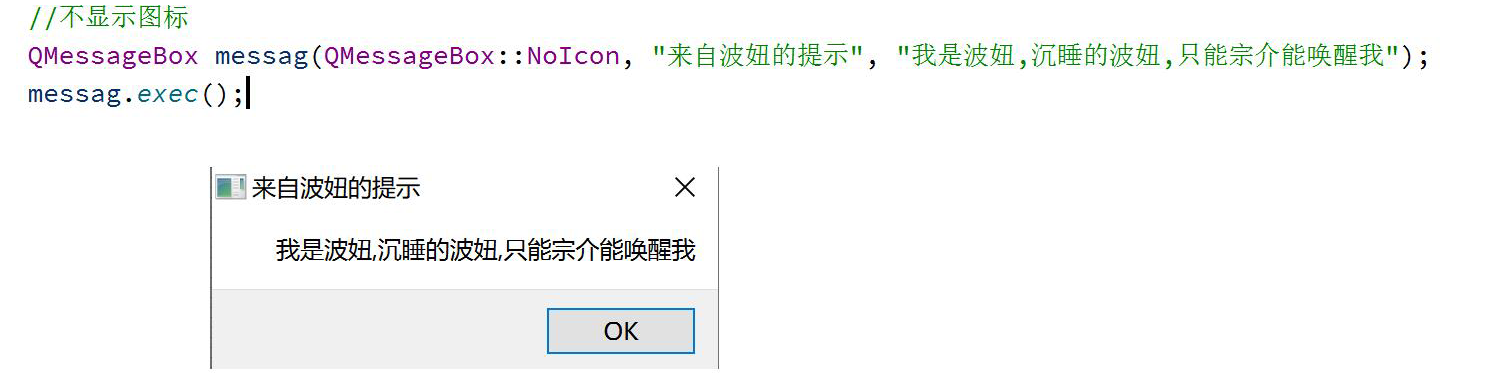 //不显示图标
QMessageBox messag(QMessageBox::NoIcon, "来自波妞的提示", "我是波妞,沉睡的波妞,只能宗介能唤醒我");
messag.exec();
来自波妞的提示
我是波妞,沉睡的波妞,只能宗介能唤醒我
OK